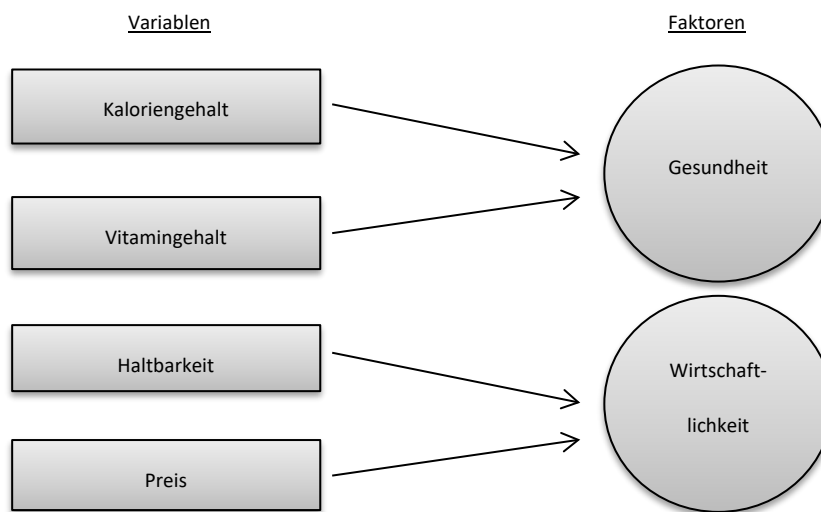 Variablen
Faktoren
Kaloriengehalt
Gesundheit
Vitamingehalt
Haltbarkeit
Wirtschaft-
lichkeit
Preis